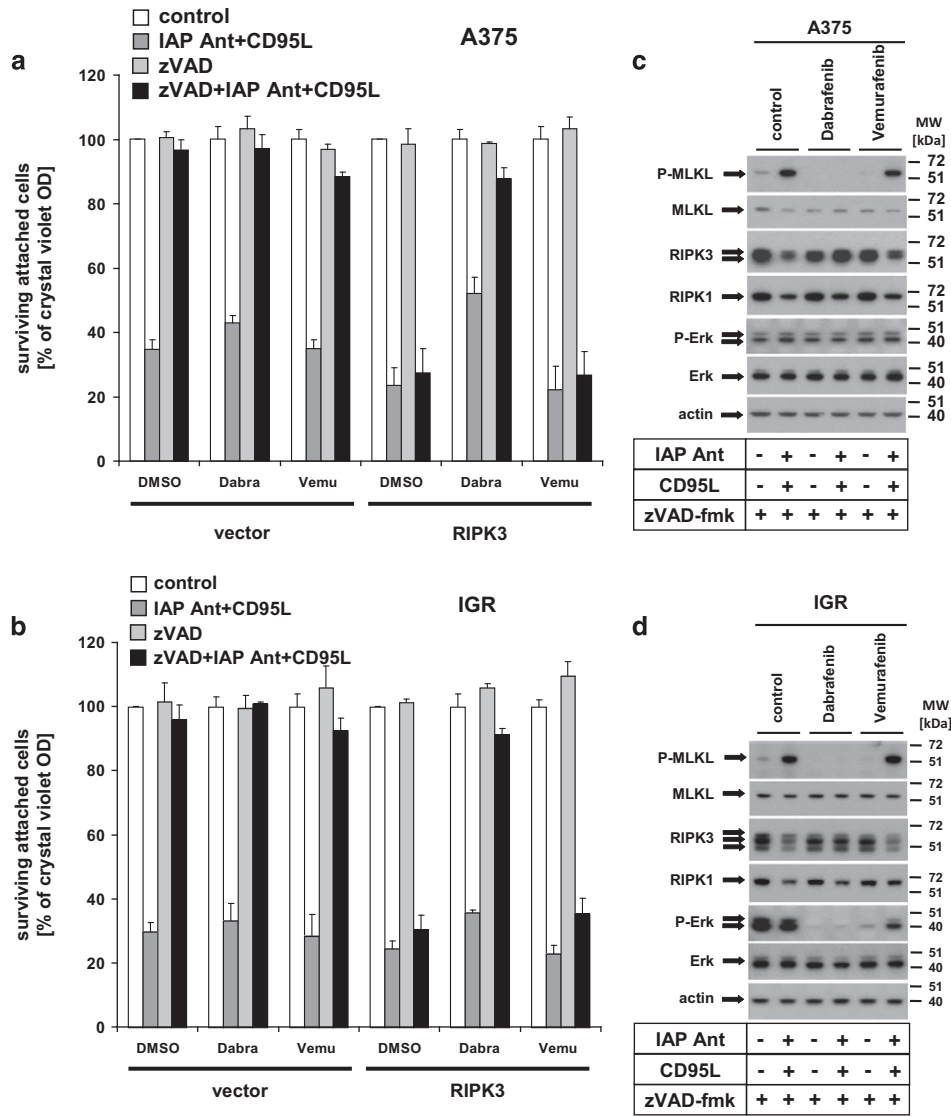 a
control
IAP Ant+CD95L
zVAD
zVAD+IAP Ant+CD95L
A375
surviving attached cells
[% of crystal violet OD]
120
100
80
60
40
20
0
DMSO Dabra Vemu DMSO Dabra Vemu
vector RIPK3
b
control
IAP Ant+CD95L
zVAD
zVAD+IAP Ant+CD95L
IGR
surviving attached cells
[% of crystal violet OD]
120
100
80
60
40
20
0
DMSO Dabra Vemu DMSO Dabra Vemu
vector RIPK3
c
A375
control Dabrafenib Vemurafenib
MW
[kDa]
P-MLKL 72
51
MLKL 72
51
RIPK3 72
51
RIPK1 72
51
P-Erk 51
40
Erk 51
40
actin 51
40
IAP Ant - + - + - +
CD95L - + - + - +
zVAD-fmk + + + + + +
d
IGR
control Dabrafenib Vemurafenib
MW
[kDa]
P-MLKL 72
51
MLKL 72
51
RIPK3 72
51
RIPK1 72
51
P-Erk 51
40
Erk 51
40
actin 51
40
IAP Ant - + - + - +
CD95L - + - + - +
zVAD-fmk + + + + + +